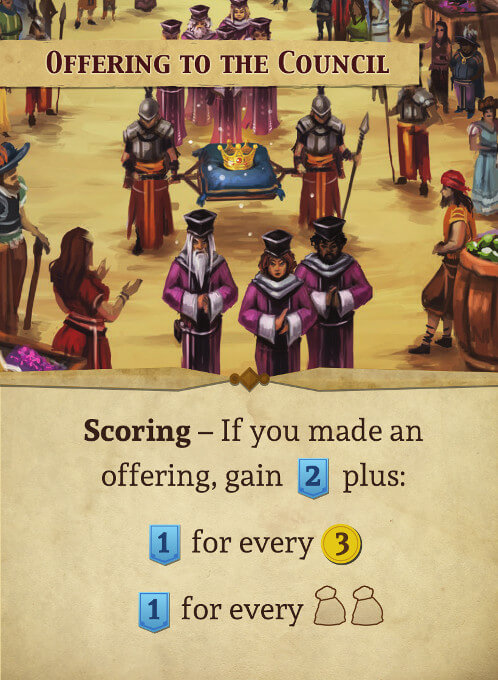 Offering to the Council
Scoring – If you made an
offering, gain 2 plus:
1 for every 3
1 for every